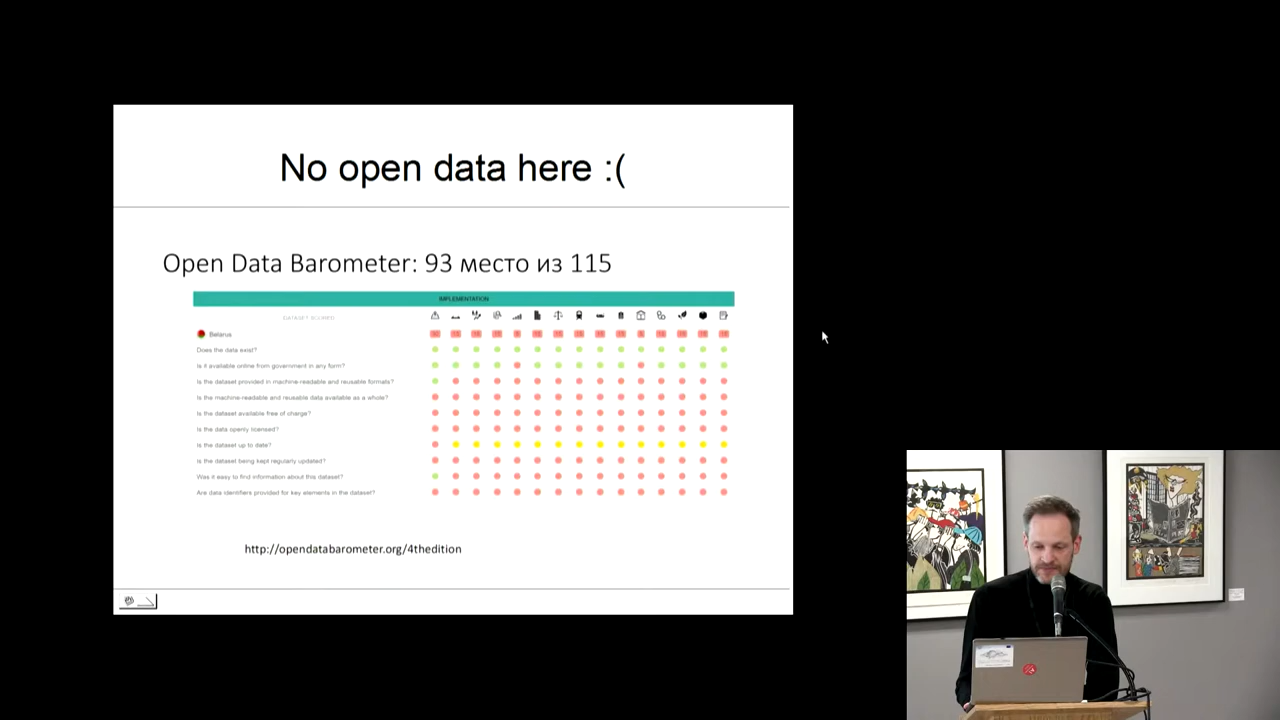 No open data here :(
Open Data Barometer: 93 место из 115
IMPLEMENTATION
DATASET SCORED
Belarus
Does the data exist?
Is it available online from government in any form?
Is the dataset provided in machine-readable and reusable formats?
Is the machine-readable and reusable data available as a whole?
Is the dataset available free of charge?
Is the data openly licensed?
Is the dataset up to date?
Is the dataset being kept regularly updated?
Was it easy to find information about this dataset?
Are data identifiers provided for key elements in the dataset?
http://opendatabarometer.org/4thedition